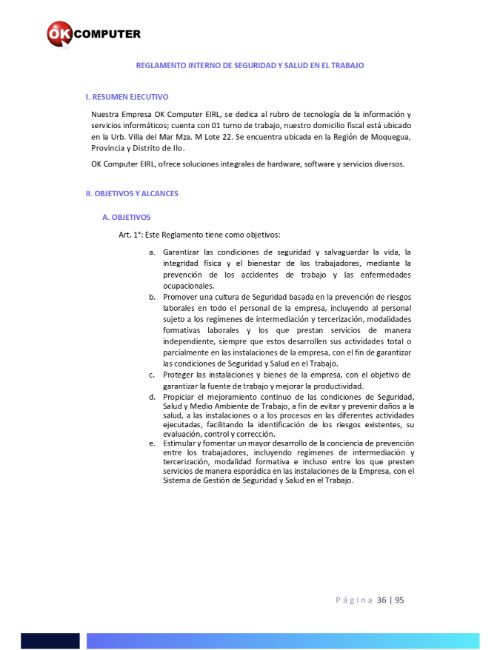 OK COMPUTER
REGLAMENTO INTERNO DE SEGURIDAD Y SALUD EN EL TRABAJO
I. RESUMEN EJECUTIVO
Nuestra Empresa OK Computer EIRL, se dedica al rubro de tecnología de la información y
servicios informáticos; cuenta con 01 turno de trabajo, nuestro domicilio fiscal está ubicado
en la Urb. Villa del Mar Mza. M Lote 22. Se encuentra ubicada en la Región de Moquegua,
Provincia y Distrito de Ilo.
OK Computer EIRL, ofrece soluciones integrales de hardware, software y servicios diversos.
II. OBJETIVOS Y ALCANCES
A. OBJETIVOS
Art. 1°: Este Reglamento tiene como objetivos:
a. Garantizar las condiciones de seguridad y salvaguardar la vida, la
integridad física y el bienestar de los trabajadores, mediante la
prevención de los accidentes de trabajo y las enfermedades
ocupacionales.
b. Promover una cultura de Seguridad basada en la prevención de riesgos
laborales en todo el personal de la empresa, incluyendo al personal
sujeto a los regimenes de intermediación y tercerización, modalidades
formativas laborales y los que prestan servicios de manera
independiente, siempre que estos desarrollen sus actividades total o
parcialmente en las instalaciones de la empresa, con el fin de garantizar
las condiciones de Seguridad y Salud en el Trabajo.
c. Proteger las instalaciones y bienes de la empresa, con el objetivo de
garantizar la fuente de trabajo y mejorar la productividad.
d. Propiciar el mejoramiento continuo de las condiciones de Seguridad,
Salud y Medio Ambiente de Trabajo, a fin de evitar y prevenir daños a la
salud, a las instalaciones o a los procesos en las diferentes actividades
ejecutadas, facilitando la identificación de los riesgos existentes, su
evaluación, control y corrección.
e. Estimular y fomentar un mayor desarrollo de la conciencia de prevención
entre los trabajadores, incluyendo regimenes de intermediación y
tercerización, modalidad formativa e incluso entre los que presten
servicios de manera esporádica en las instalaciones de la Empresa, con el
Sistema de Gestión de Seguridad y Salud en el Trabajo.
Página 36 | 95